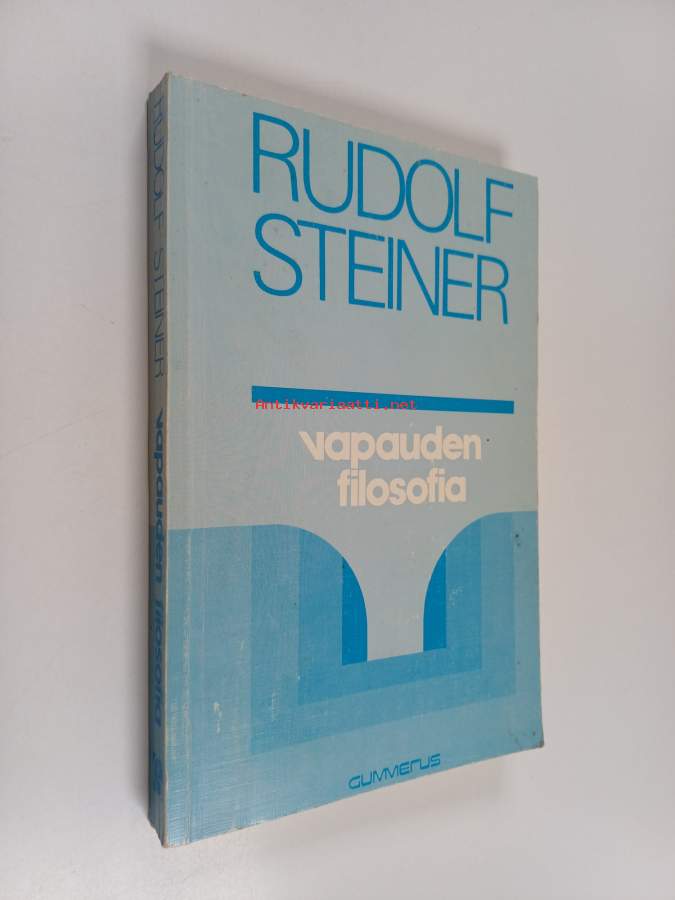 RUDOLF
STEINER
Antikvariaatti.net
vapauden
filosofia
GUMMERUS
RUDOLF STEINER vapauden filosofia